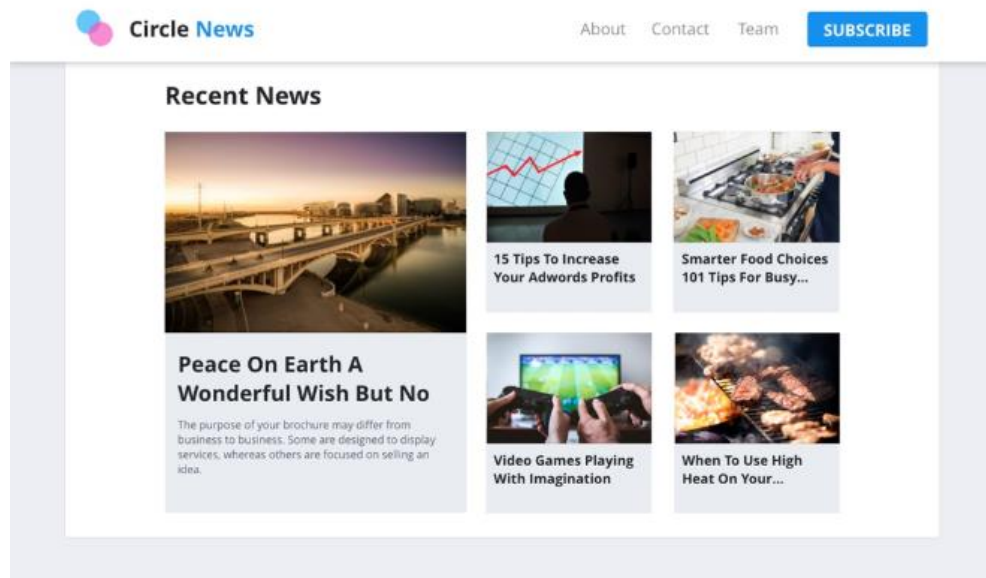 Circle News
About
Contact
Team
SUBSCRIBE
Recent News
Peace On Earth A
Wonderful Wish But No
The purpose of your brochure may differ from
business to business. Some are designed to display
services, whereas others are focused on selling an
idea.
15 Tips To Increase
Your Adwords Profits
Smarter Food Choices
101 Tips For Busy...
Video Games Playing
With Imagination
When To Use High
Heat On Your...